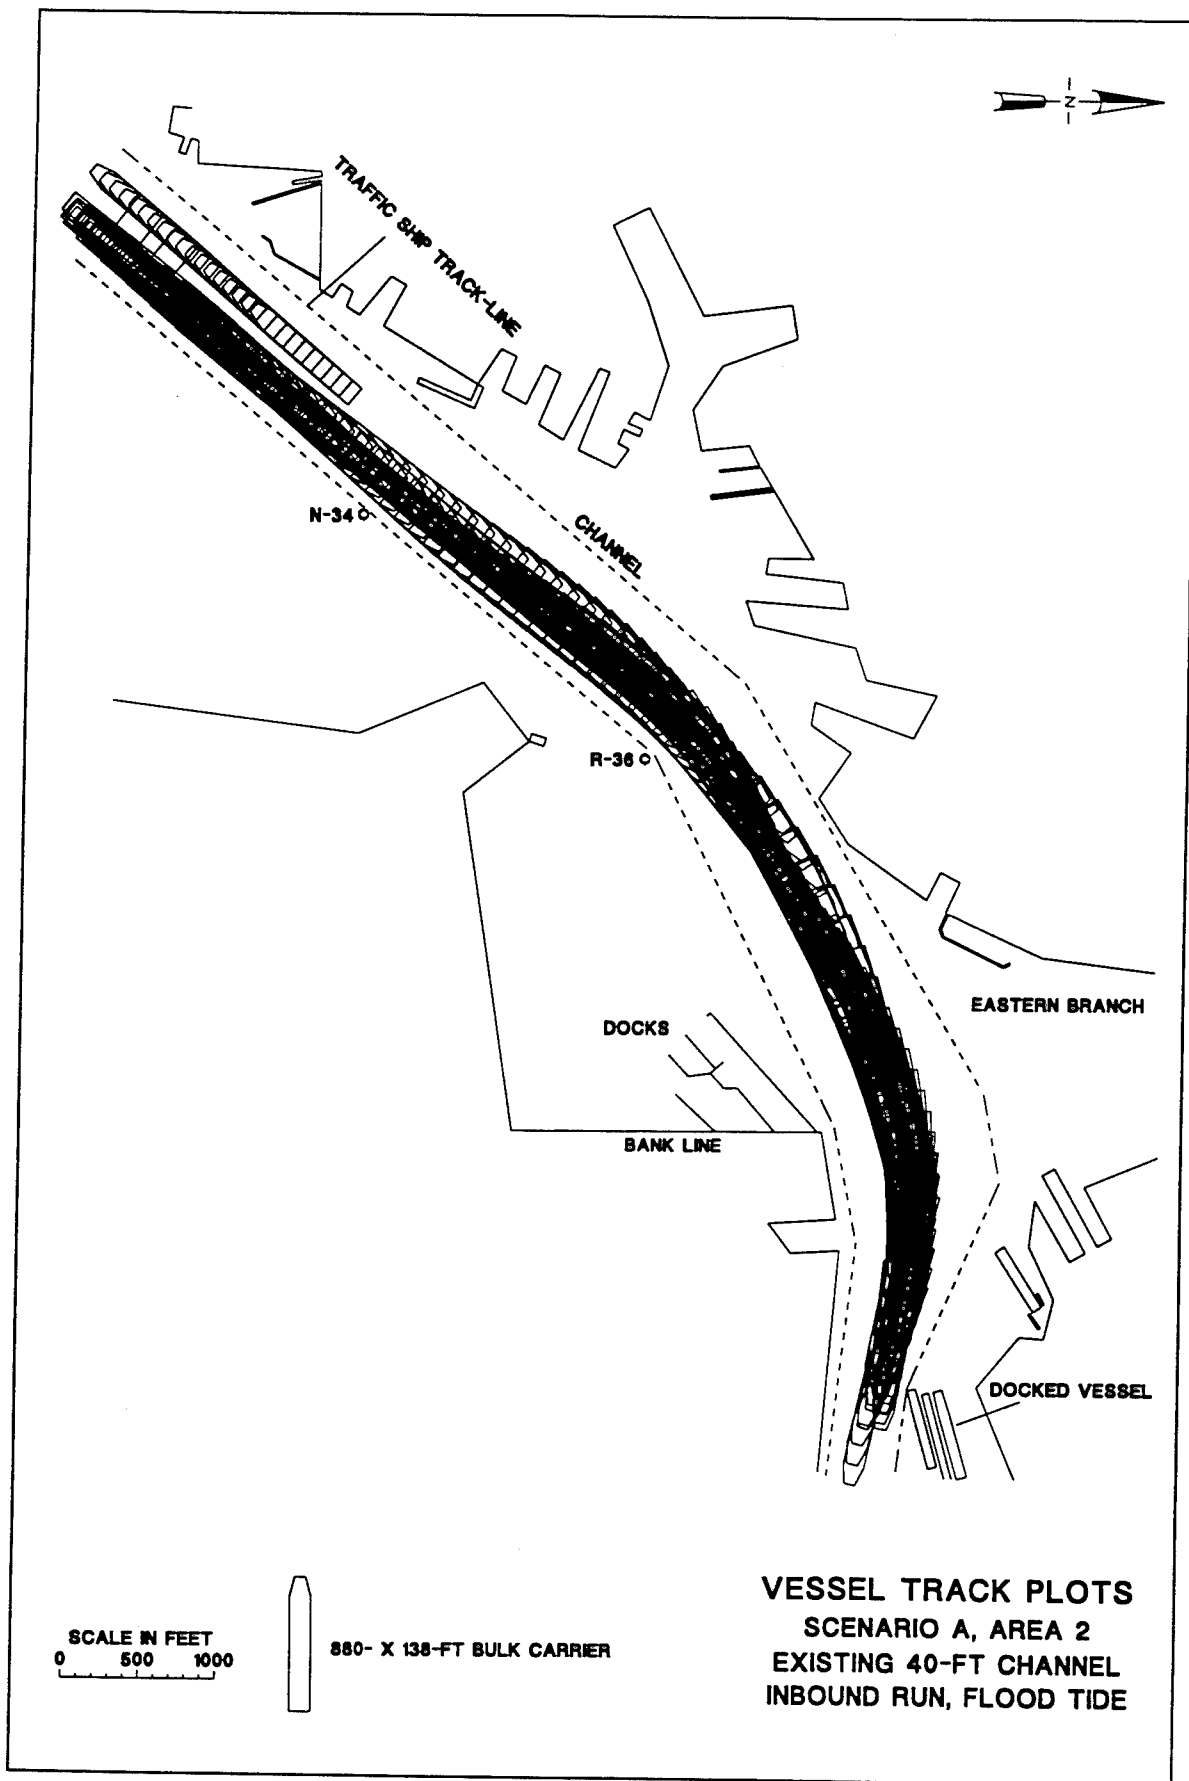 N
TRAFFIC SHIP TRACK-LINE
N-34
CHANNEL
R-36
EASTERN BRANCH
DOCKS
BANK LINE
DOCKED VESSEL
VESSEL TRACK PLOTS
SCENARIO A, AREA 2
EXISTING 40-FT CHANNEL
INBOUND RUN, FLOOD TIDE
SCALE IN FEET
0 500 1000
880- X 138-FT BULK CARRIER